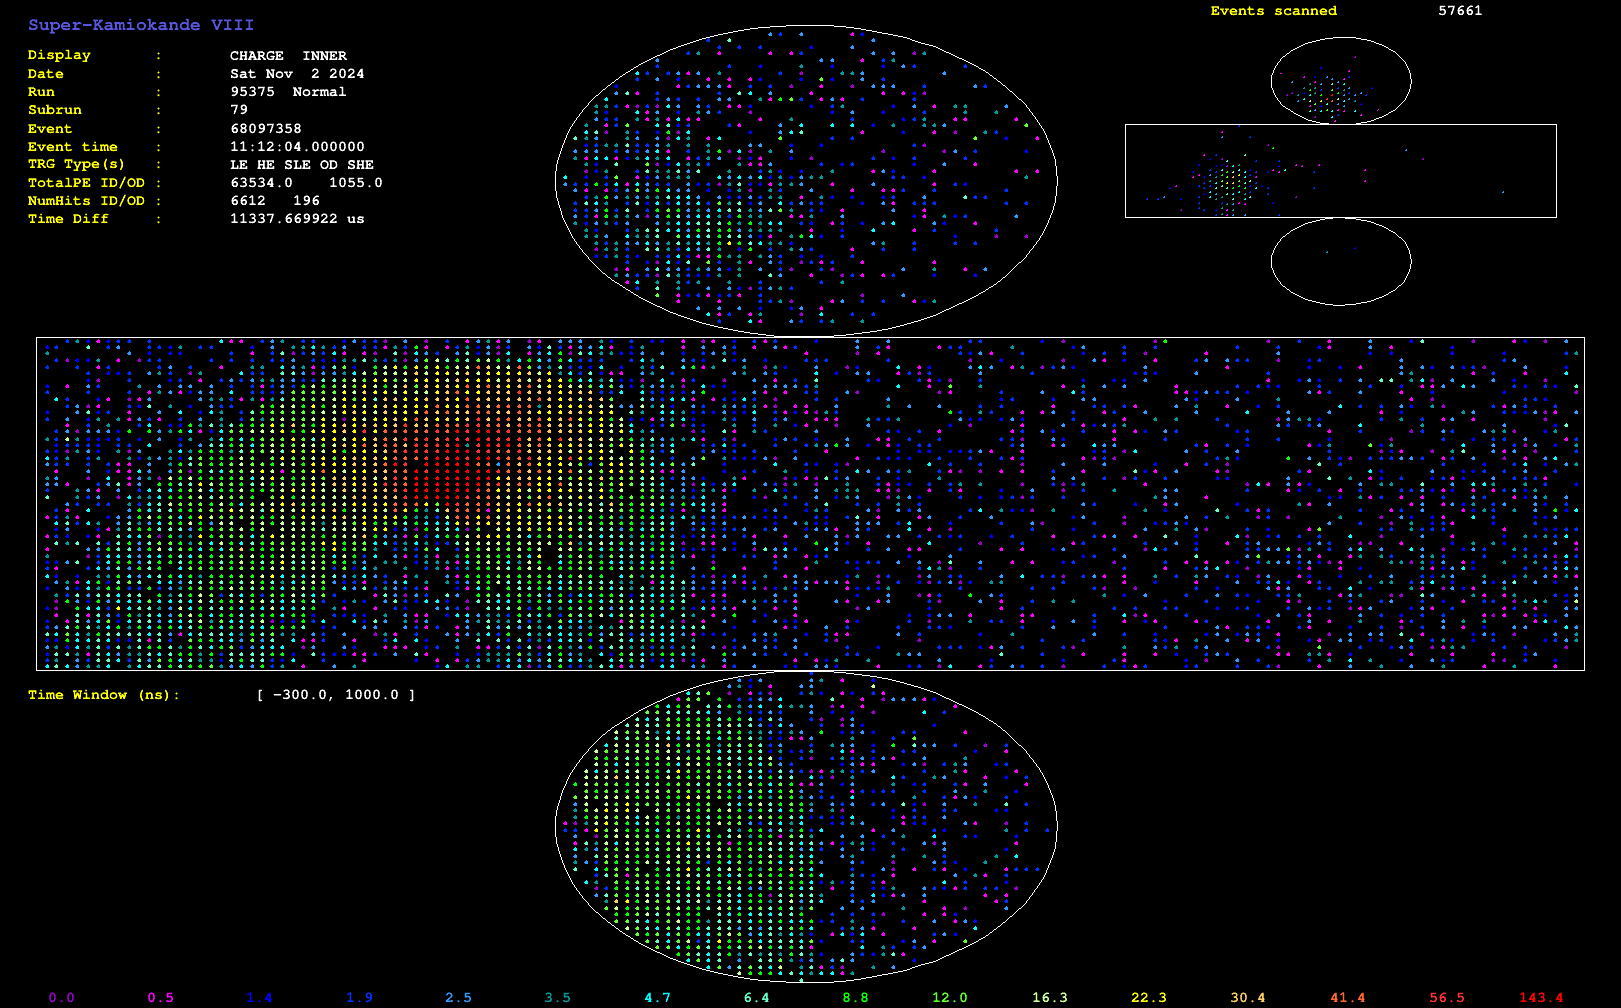 Super-Kamiokande VIII
Events scanned 57661
Display : CHARGE INNER
Date : Sat Nov 2 2024
Run : 95375 Normal
Subrun : 79
Event : 68097358
Event time : 11:12:04.000000
TRG Type(s) : LE HE SLE OD SHE
TotalPE ID/OD : 63534.0 1055.0
NumHits ID/OD : 6612 196
Time Diff : 11337.669922 us
Time Window (ns): [ -300.0, 1000.0 ]
0.0 0.5 1.4 1.9 2.5 3.5 4.7 6.4 8.8 12.0 16.3 22.3 30.4 41.4 56.5 143.4